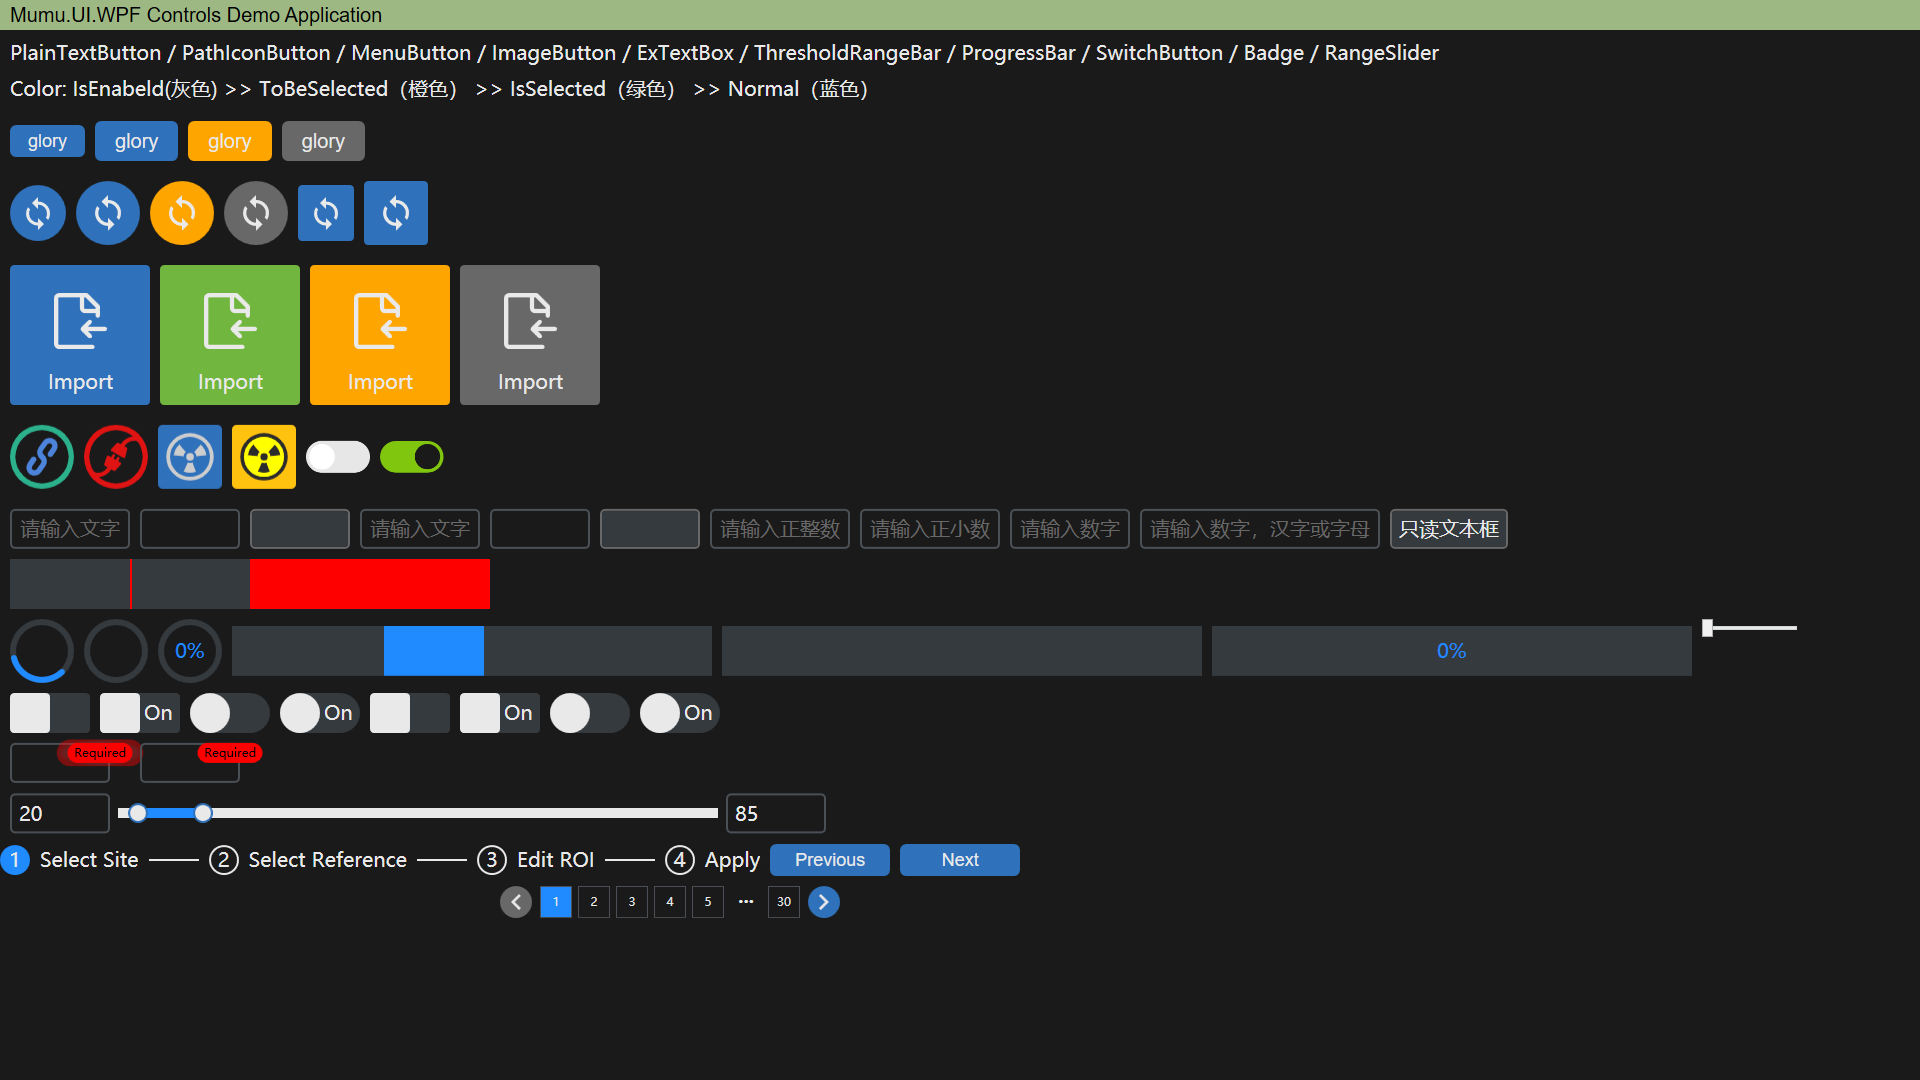 Mumu.UI.WPF Controls Demo Application
PlainTextButton / PathIconButton / MenuButton / ImageButton / ExTextBox / ThresholdRangeBar / ProgressBar / SwitchButton / Badge / RangeSlider
Color: IsEnabeld(灰色) >> ToBeSelected（橙色） >> IsSelected（绿色） >> Normal（蓝色）
glory glory glory glory
Import Import Import Import
请输入文字 请输入文字 请输入正整数 请输入正小数 请输入数字 请输入数字，汉字或字母 只读文本框
0% 0%
On On On On
Required Required
20 85
1 Select Site 2 Select Reference 3 Edit ROI 4 Apply Previous Next
1 2 3 4 5 ··· 30